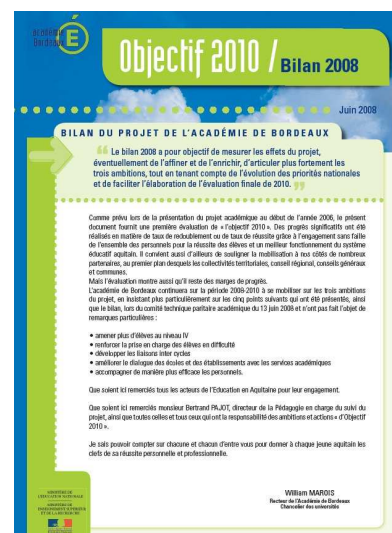 académie
Bordeaux
É
Objectif 2010 / Bilan 2008
Juin 2008
BILAN DU PROJET DE L'ACADÉMIE DE BORDEAUX
“ Le bilan 2008 a pour objectif de mesurer les effets du projet,
éventuellement de l'affiner et de l'enrichir, d'articuler plus fortement les
trois ambitions, tout en tenant compte de l'évolution des priorités nationales
et de faciliter l'élaboration de l'évaluation finale de 2010. ”
Comme prévu lors de la présentation du projet académique au début de l'année 2006, le présent
document fournit une première évaluation de « l'objectif 2010 ». Des progrès significatifs ont été
réalisés en matière de taux de redoublement ou de taux de réussite grâce à l'engagement sans faille
de l'ensemble des personnels pour la réussite des élèves et un meilleur fonctionnement du système
éducatif aquitain. Il convient aussi d'ailleurs de souligner la mobilisation à nos côtés de nombreux
partenaires, au premier plan desquels les collectivités territoriales, conseil régional, conseils généraux
et communes.
Mais l'évaluation montre aussi qu'il reste des marges de progrès.
L'académie de Bordeaux continuera sur la période 2008-2010 à se mobiliser sur les trois ambitions
du projet, en insistant plus particulièrement sur les cinq points suivants qui ont été présentés, ainsi
que le bilan, lors du comité technique paritaire académique du 13 juin 2008 et n'ont pas fait l'objet de
remarques particulières :
• amener plus d'élèves au niveau IV
• renforcer la prise en charge des élèves en difficulté
• développer les liaisons inter cycles
• améliorer le dialogue des écoles et des établissements avec les services académiques
• accompagner de manière plus efficace les personnels.
Que soient ici remerciés tous les acteurs de l'Education en Aquitaine pour leur engagement.
Que soient ici remerciés monsieur Bertrand PAJOT, directeur de la Pédagogie en charge du suivi du
projet, ainsi que toutes celles et tous ceux qui ont la responsabilité des ambitions et actions « d'Objectif
2010 ».
Je sais pouvoir compter sur chacune et chacun d'entre vous pour donner à chaque jeune aquitain les
clefs de sa réussite personnelle et professionnelle.
William MAROIS
Recteur de l'Académie de Bordeaux
Chancelier des universités
MINISTÈRE DE
L'ÉDUCATION NATIONALE
MINISTÈRE DE
L'ENSEIGNEMENT SUPÉRIEUR
ET DE LA RECHERCHE